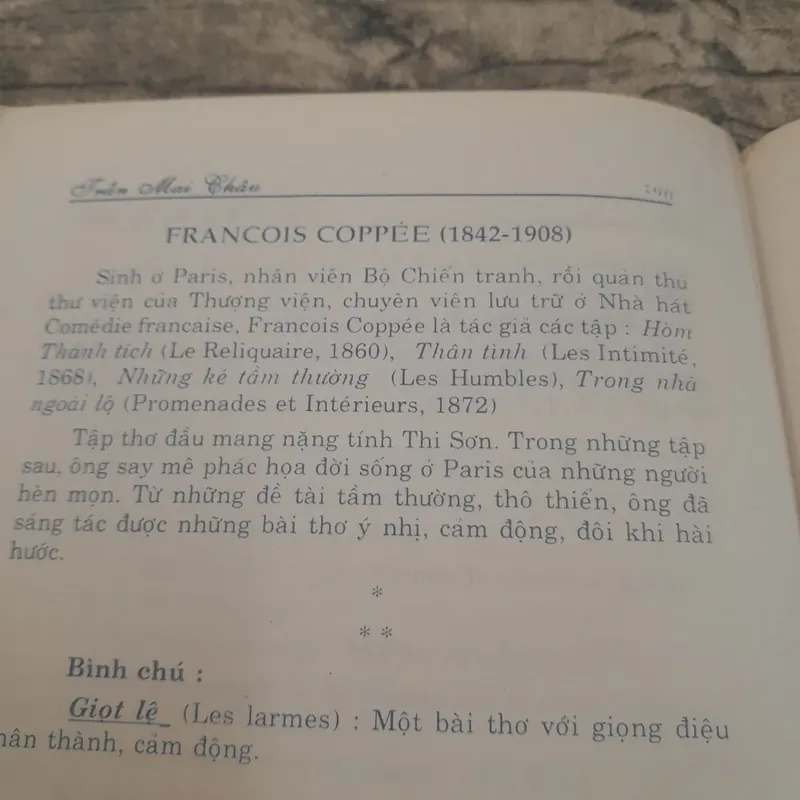 Trần Mai Châu
FRANCOIS COPPÉE (1842-1908)
Sinh ở Paris, nhân viên Bộ Chiến tranh, rồi quản thủ
thư viện của Thượng viện, chuyên viên lưu trữ ở Nhà hát
Comédie francaise, Francois Coppée là tác giả các tập : Hòm
Thánh tích (Le Reliquaire, 1860), Thân tình (Les Intimité,
1868), Những kẻ tầm thường (Les Humbles), Trong nhà
ngoài lộ (Promenades et Intérieurs, 1872)
Tập thơ đầu mang nặng tính Thi Sơn. Trong những tập
sau, ông say mê phác họa đời sống ở Paris của những người
hèn mọn. Từ những đề tài tầm thường, thô thiển, ông đã
sáng tác được những bài thơ ý nhị, cảm động, đôi khi hài
hước.
*
* *
Bình chú :
Giọt lệ (Les larmes) : Một bài thơ với giọng điệu
hân thành, cảm động.